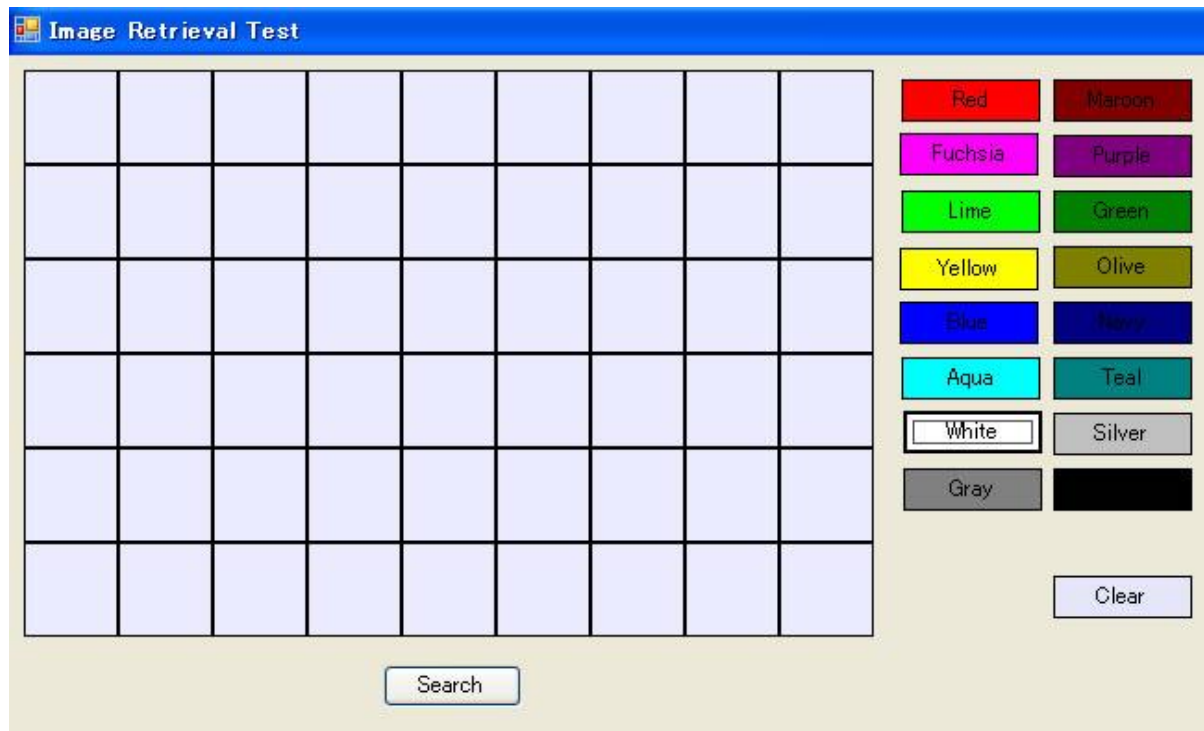 Image Retrieval Test
Red
Maroon
Fuchsia
Purple
Lime
Green
Yellow
Olive
Blue
Navy
Aqua
Teal
White
Silver
Gray
Clear
Search